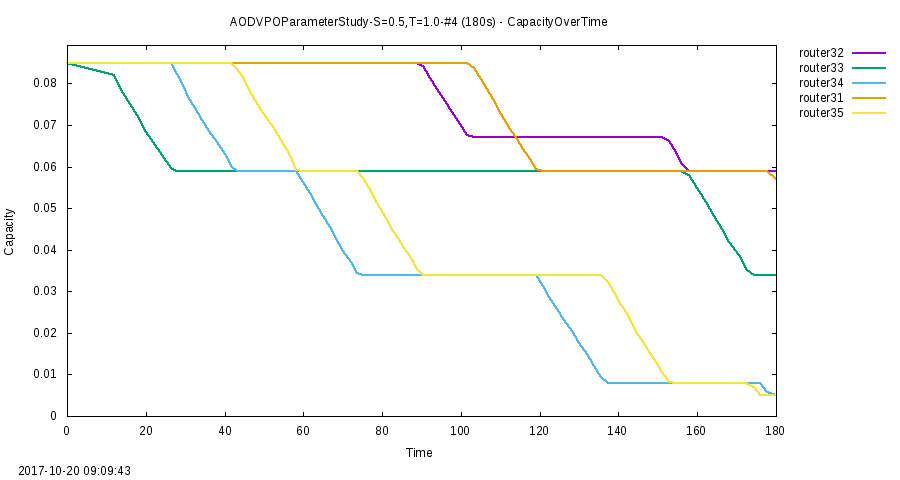 AODVPOParameterStudy-S=0.5,T=1.0-#4 (180s) - CapacityOverTime
router32
router33
router34
router31
router35
0.08
0.07
0.06
0.05
0.04
0.03
0.02
0.01
0
Capacity
0 20 40 60 80 100 120 140 160 180
Time
2017-10-20 09:09:43